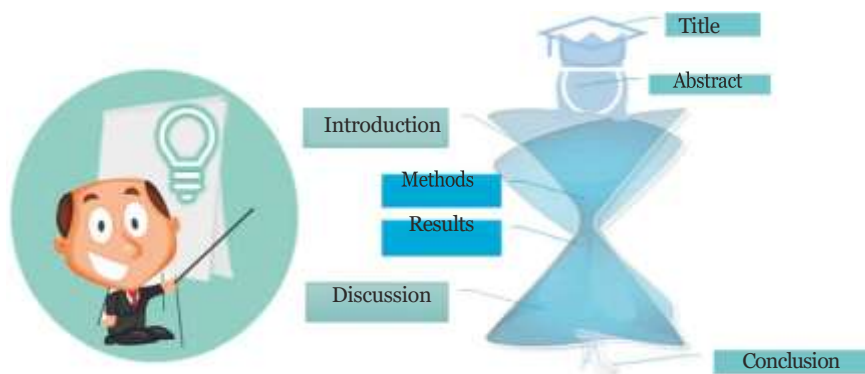 Title
Abstract
Introduction
Methods
Results
Discussion
Conclusion